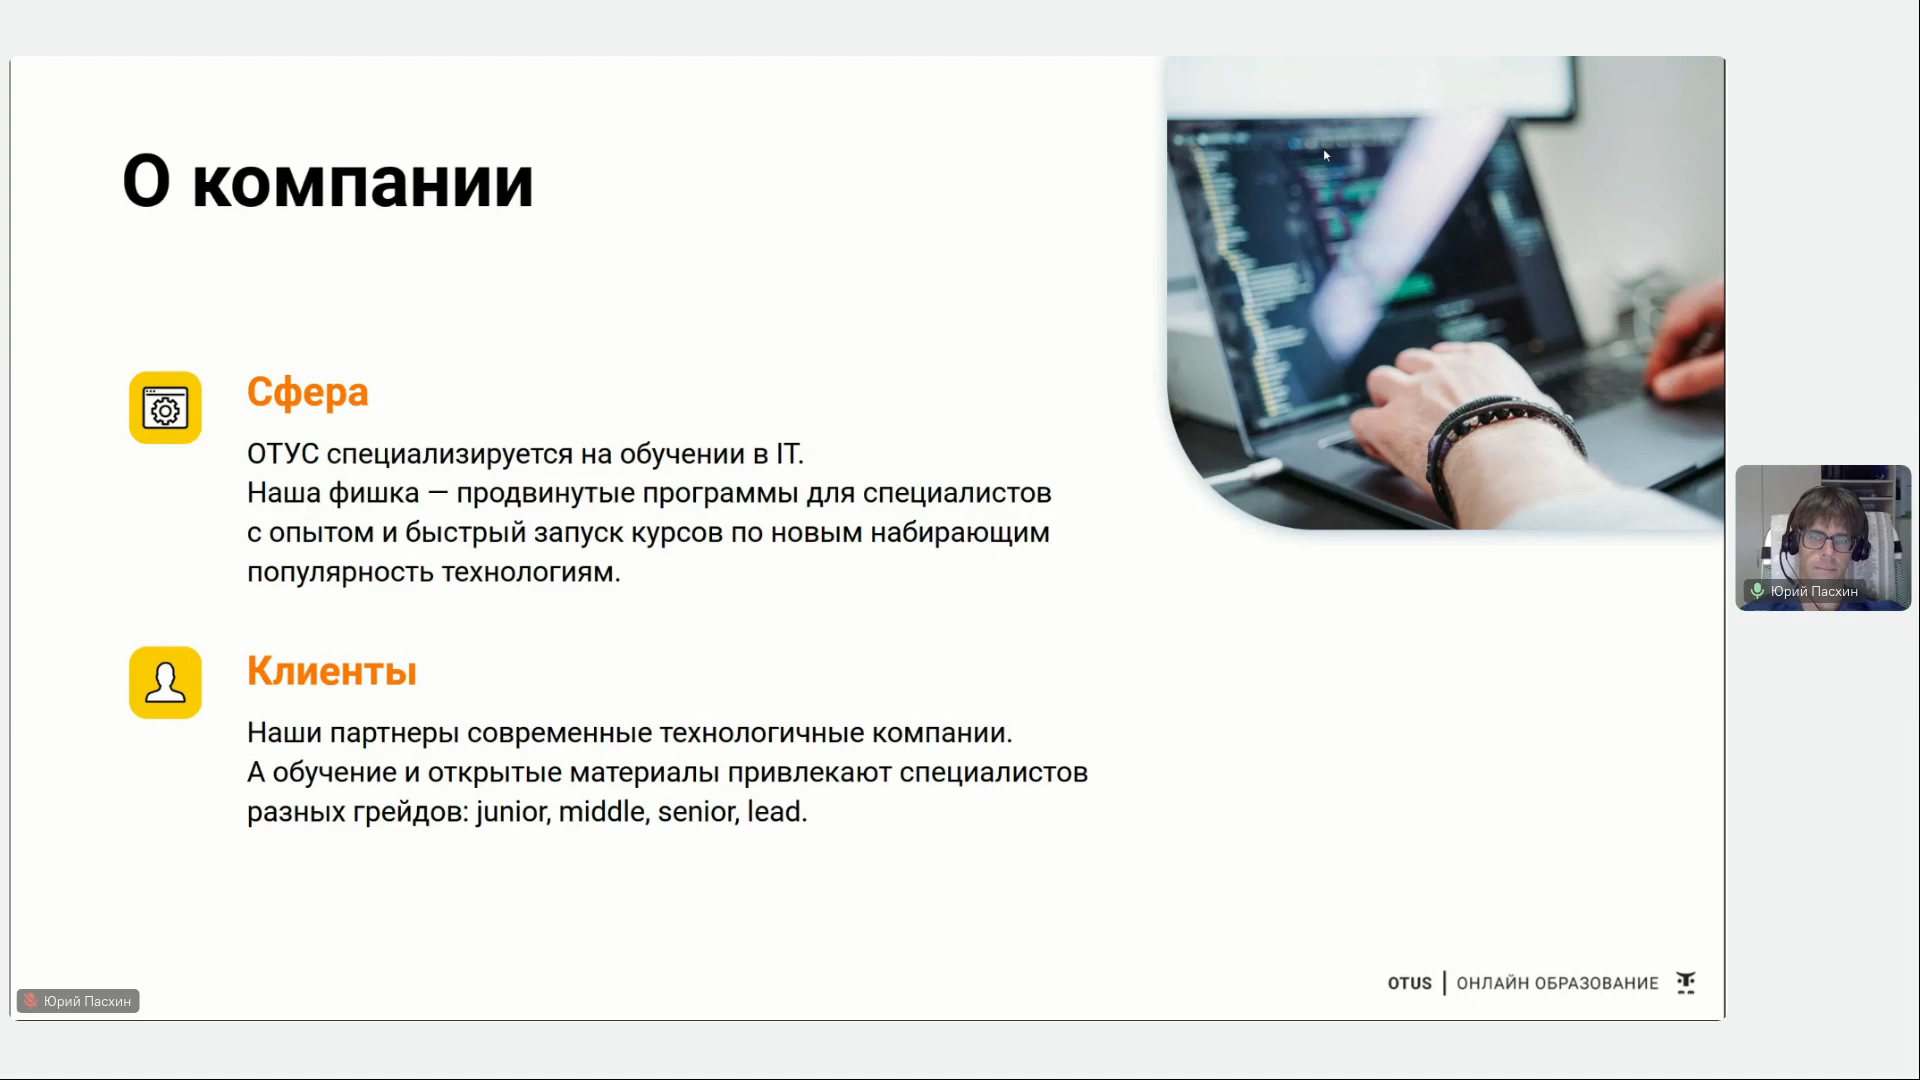 О компании
Сфера
ОТУС специализируется на обучении в IT.
Наша фишка — продвинутые программы для специалистов
с опытом и быстрый запуск курсов по новым набирающим
популярность технологиям.
Клиенты
Наши партнеры современные технологичные компании.
А обучение и открытые материалы привлекают специалистов
разных грейдов: junior, middle, senior, lead.
OTUS | ОНЛАЙН ОБРАЗОВАНИЕ
Юрий Пасхин
Юрий Пасхин